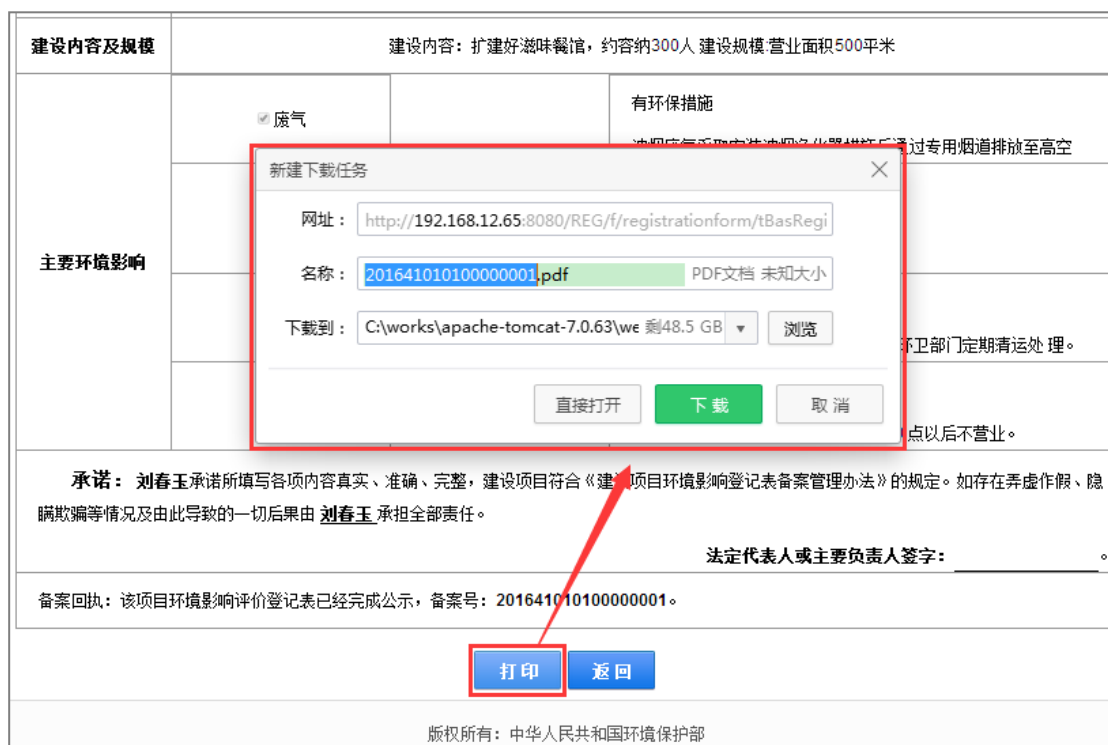 建设内容及规模
建设内容：扩建好滋味餐馆，约容纳300人 建设规模:营业面积500平米
主要环境影响
废气
有环保措施
通过专用烟道排放至高空
新建下载任务
网址：
http://192.168.12.65:8080/REG/f/registrationform/tBasRegi
名称：
201641010100000001.pdf
PDF文档 未知大小
下载到：
C:\works\apache-tomcat-7.0.63\we
剩48.5 GB
浏览
环卫部门定期清运处 理。
直接打开
下 载
取 消
点以后不营业。
承诺：刘春玉承诺所填写各项内容真实、准确、完整，建设项目符合《建设项目环境影响登记表备案管理办法》的规定。如存在弄虚作假、隐
瞒欺骗等情况及由此导致的一切后果由 刘春玉 承担全部责任。
法定代表人或主要负责人签字：
。
备案回执：该项目环境影响评价登记表已经完成公示，备案号：201641010100000001。
打 印
返 回
版权所有：中华人民共和国环境保护部